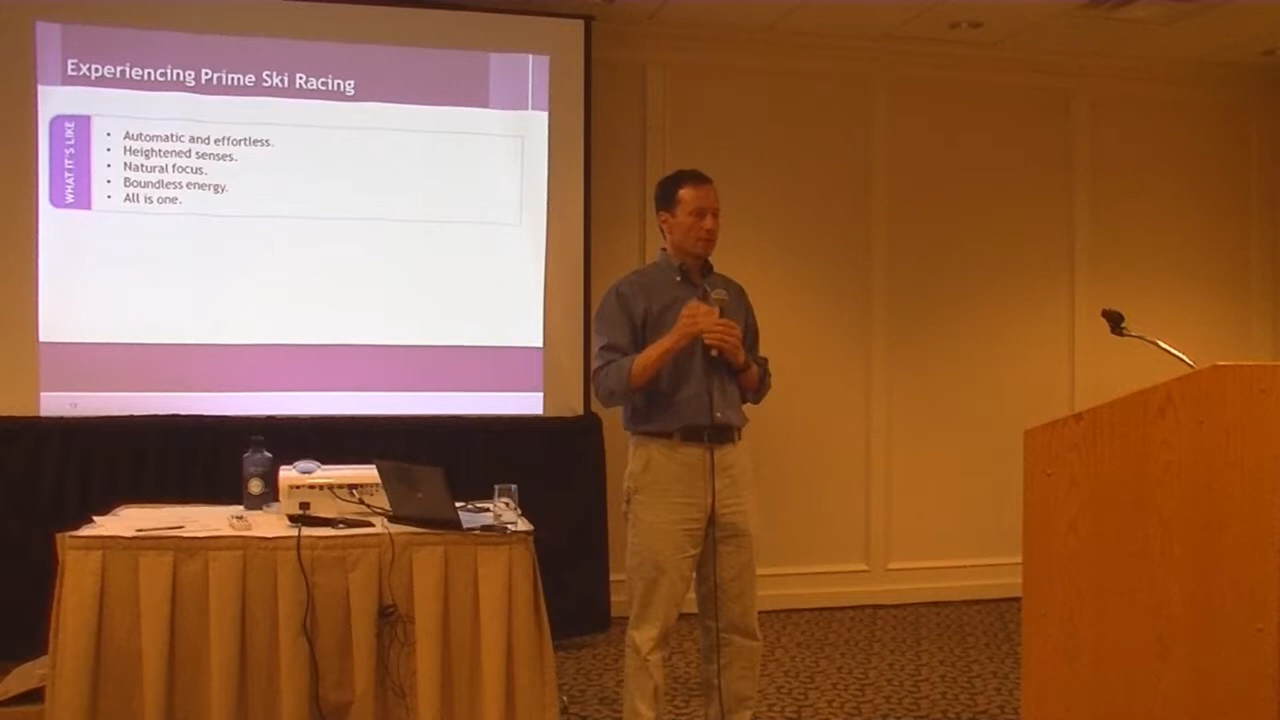 Experiencing Prime Ski Racing
WHAT IT'S LIKE
• Automatic and effortless.
• Heightened senses.
• Natural focus.
• Boundless energy.
• All is one.